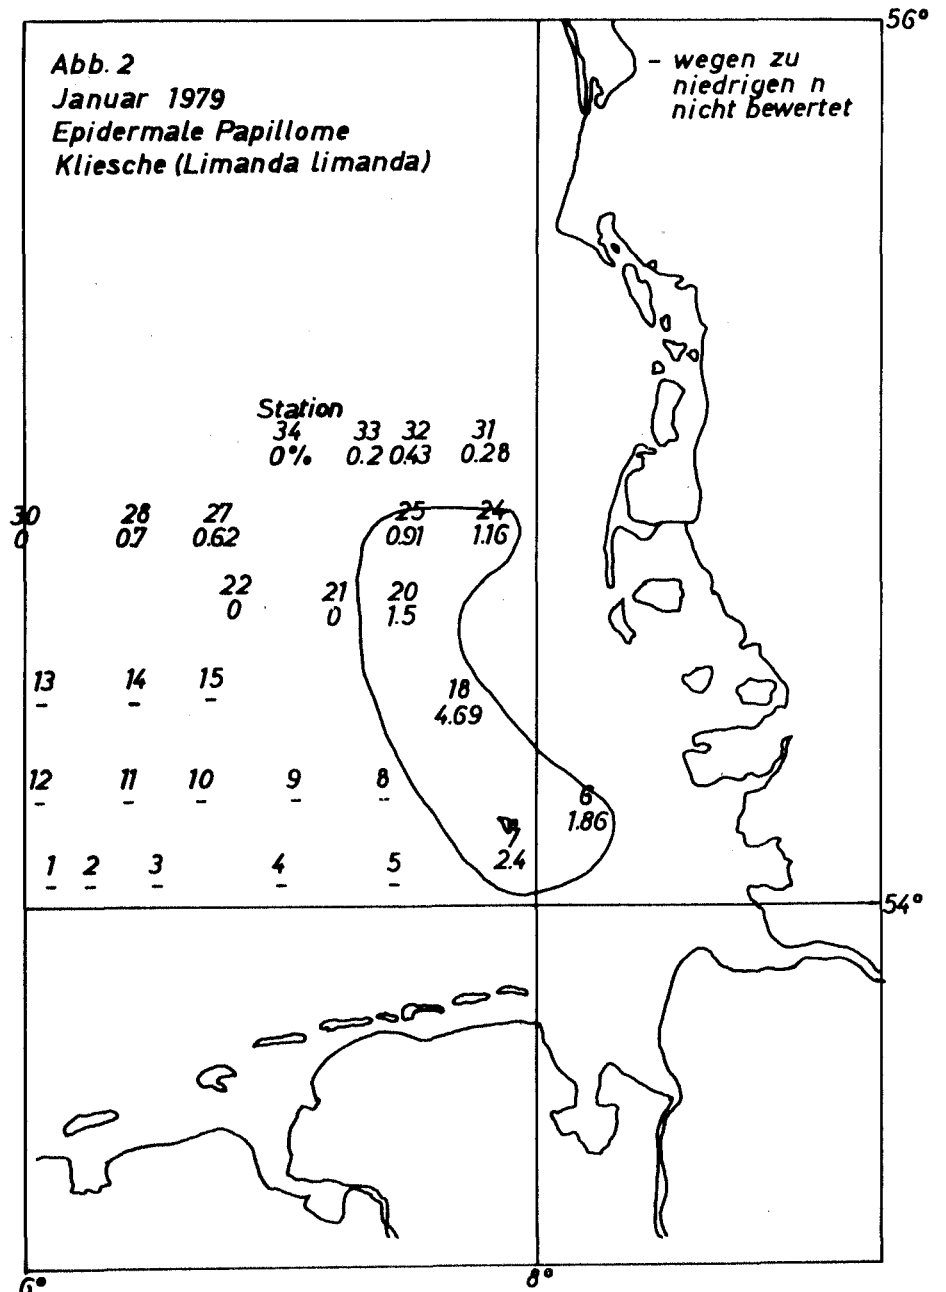 56°
Abb. 2
Januar 1979
Epidermale Papillome
Kliesche (Limanda limanda)
- wegen zu
niedrigen n
nicht bewertet
Station
34 33 32 31
0% 0.2 0.43 0.28
30 28 27 25 24
0 0.7 0.62 0.91 1.16
22 21 20
0 0 1.5
13 14 15 18
- - - 4.69
12 11 10 9 8 6
- - - - - 1.86
7
2.4
1 2 3 4 5
- - - - -
54°
6° 8°